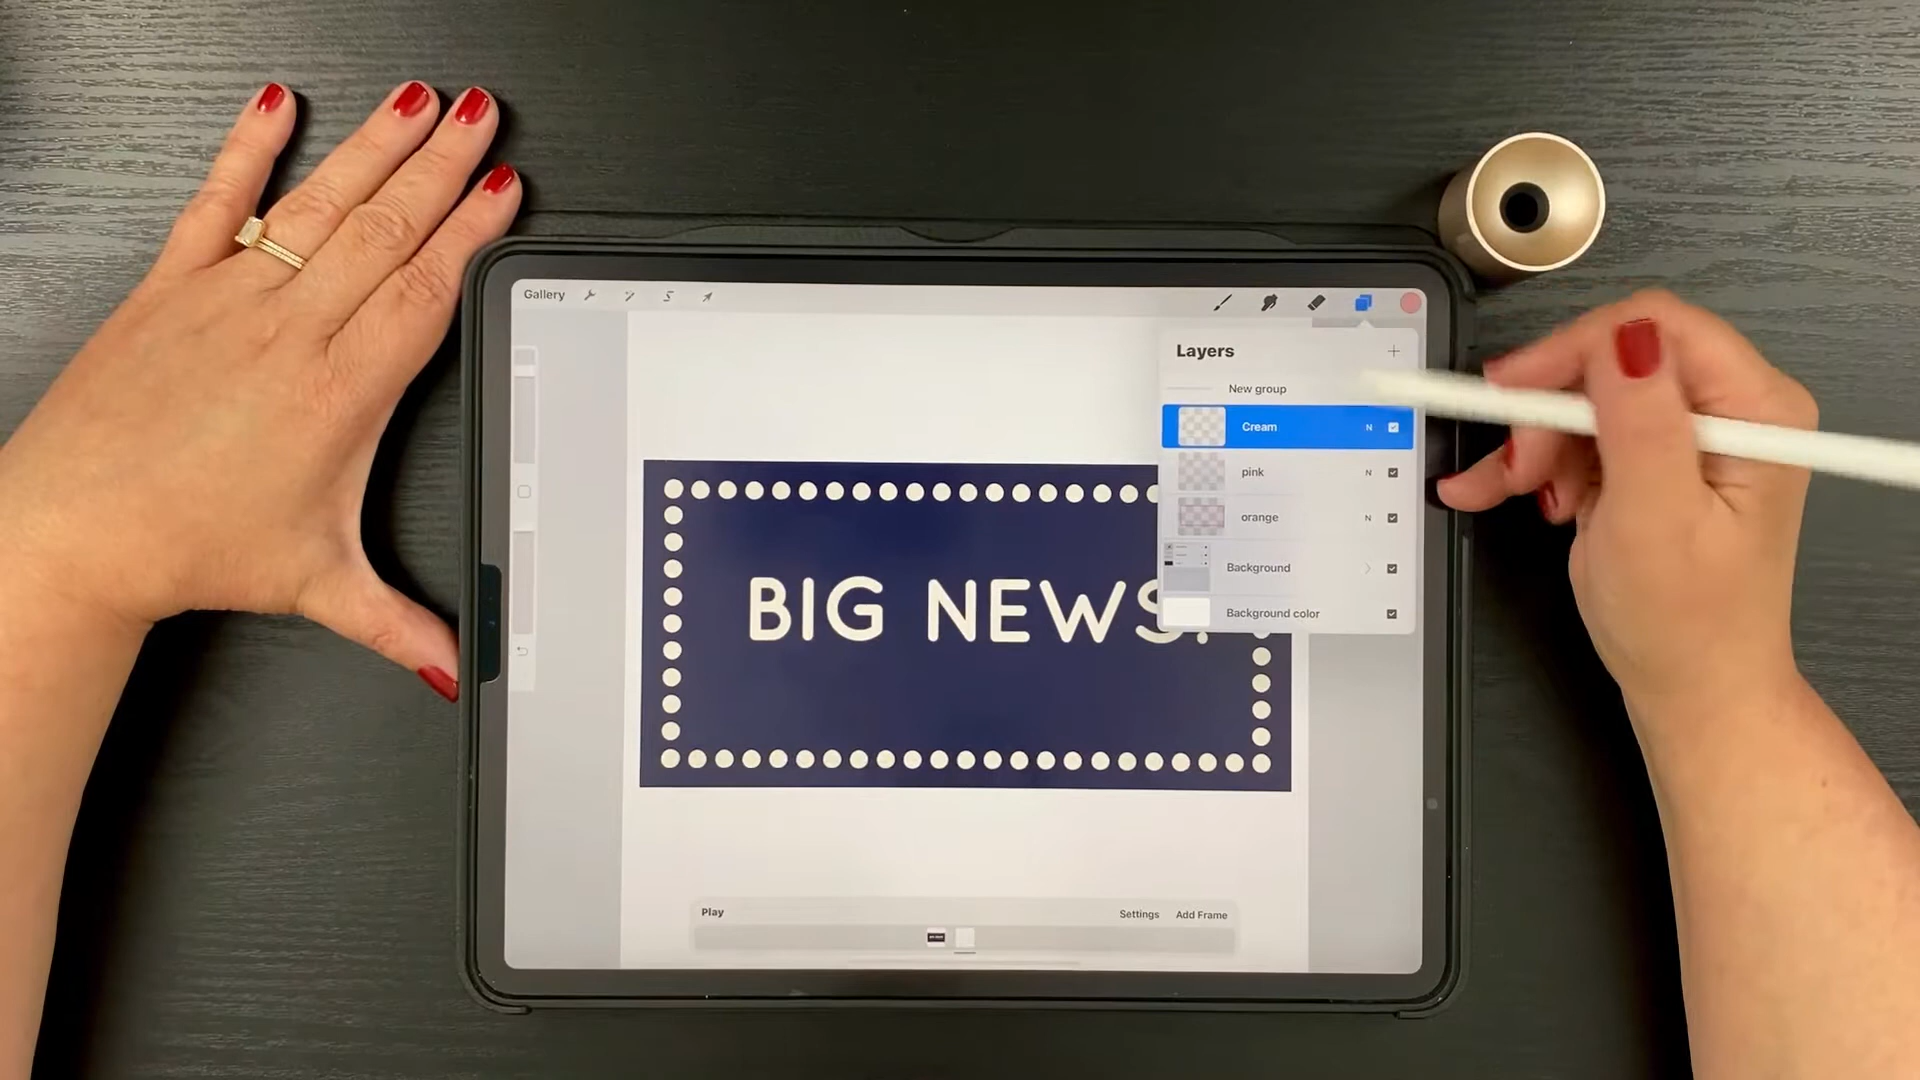 Gallery
Layers
New group
Cream N
pink N
orange N
Background
Background color
BIG NEWS!
Play
Settings Add Frame